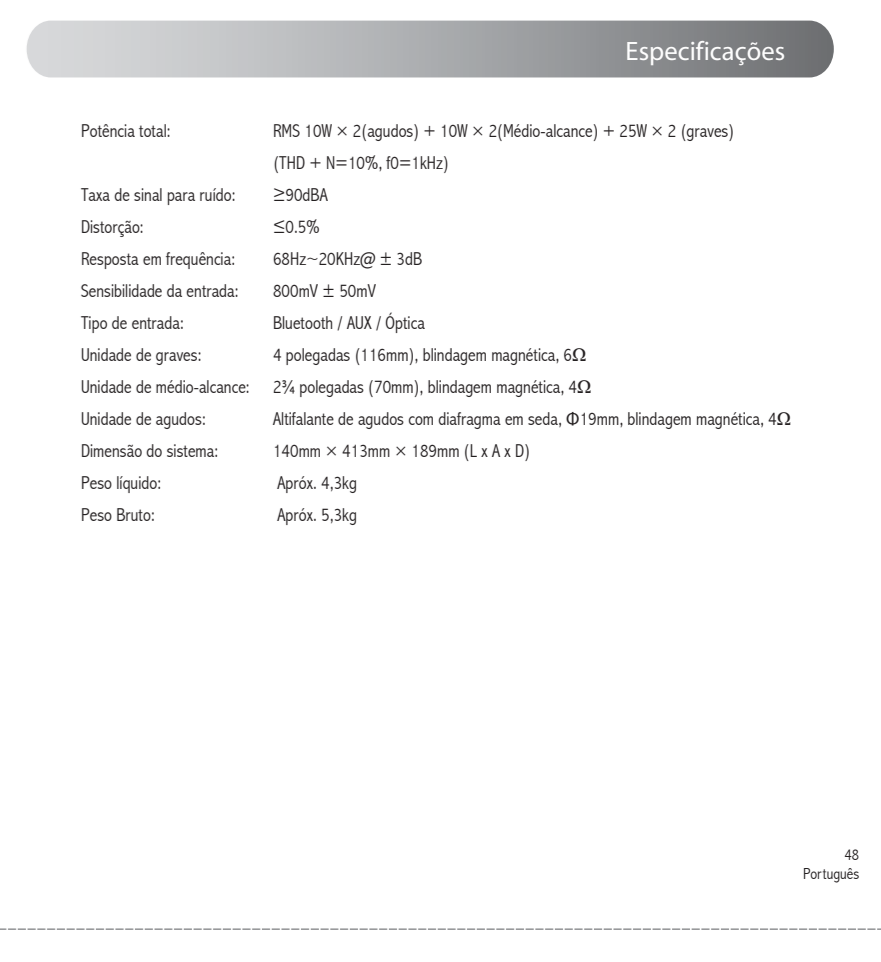 Especificações
Potência total: RMS 10W × 2(agudos) + 10W × 2(Médio-alcance) + 25W × 2 (graves)
(THD + N=10%, f0=1kHz)
Taxa de sinal para ruído: ≥90dBA
Distorção: ≤0.5%
Resposta em frequência: 68Hz~20KHz@ ± 3dB
Sensibilidade da entrada: 800mV ± 50mV
Tipo de entrada: Bluetooth / AUX / Óptica
Unidade de graves: 4 polegadas (116mm), blindagem magnética, 6Ω
Unidade de médio-alcance: 2¾ polegadas (70mm), blindagem magnética, 4Ω
Unidade de agudos: Altifalante de agudos com diafragma em seda, Φ19mm, blindagem magnética, 4Ω
Dimensão do sistema: 140mm × 413mm × 189mm (L x A x D)
Peso líquido: Apróx. 4,3kg
Peso Bruto: Apróx. 5,3kg
48
Português